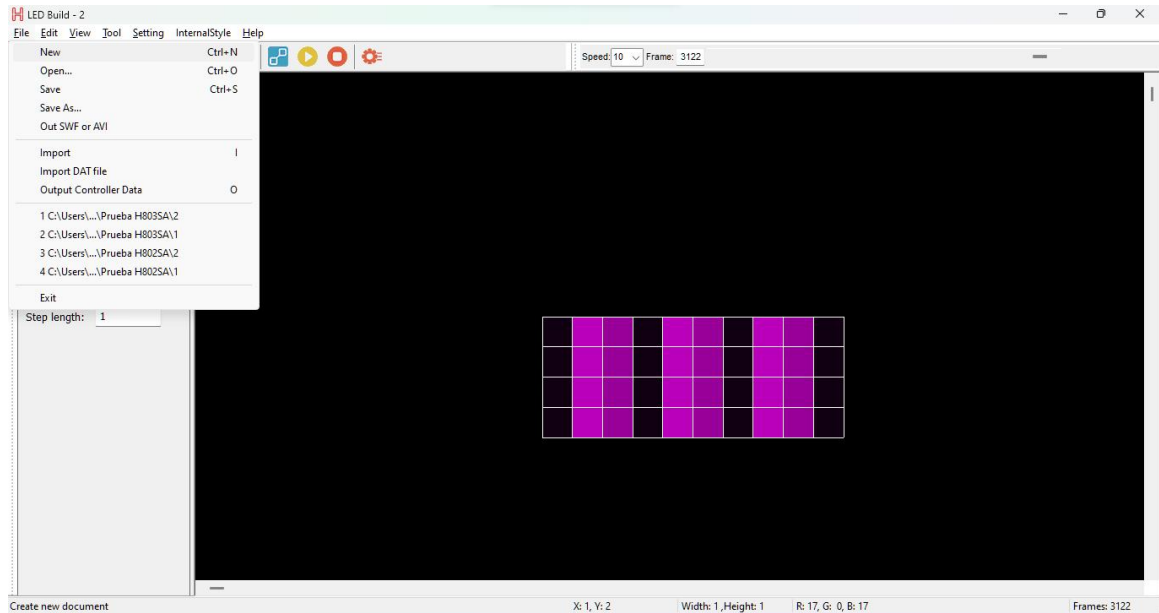 LED Build - 2
File Edit View Tool Setting InternalStyle Help
New Ctrl+N
Speed: 10 Frame: 3122
Open... Ctrl+O
Save Ctrl+S
Save As...
Out SWF or AVI
Import I
Import DAT file
Output Controller Data O
1 C:\Users\...\Prueba H803SA\2
2 C:\Users\...\Prueba H803SA\1
3 C:\Users\...\Prueba H802SA\2
4 C:\Users\...\Prueba H802SA\1
Exit
Step length: 1
Create new document X: 1, Y: 2 Width: 1 ,Height: 1 R: 17, G: 0, B: 17 Frames: 3122